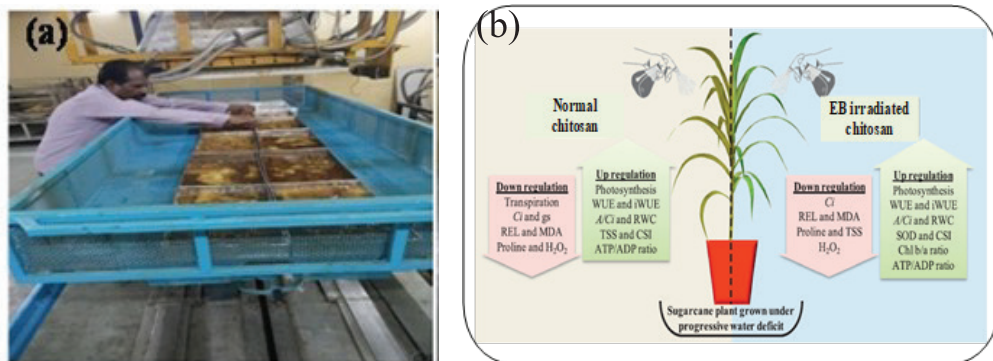 (a)
(b)
Normal
chitosan
EB irradiated
chitosan
Down regulation
Transpiration
Ci and gs
REL and MDA
Proline and H₂O₂
Up regulation
Photosynthesis
WUE and iWUE
A/Ci and RWC
TSS and CSI
ATP/ADP ratio
Down regulation
Ci
REL and MDA
Proline and TSS
H₂O₂
Up regulation
Photosynthesis
WUE and iWUE
A/Ci and RWC
SOD and CSI
Chl b/a ratio
ATP/ADP ratio
Sugarcane plant grown under
progressive water deficit